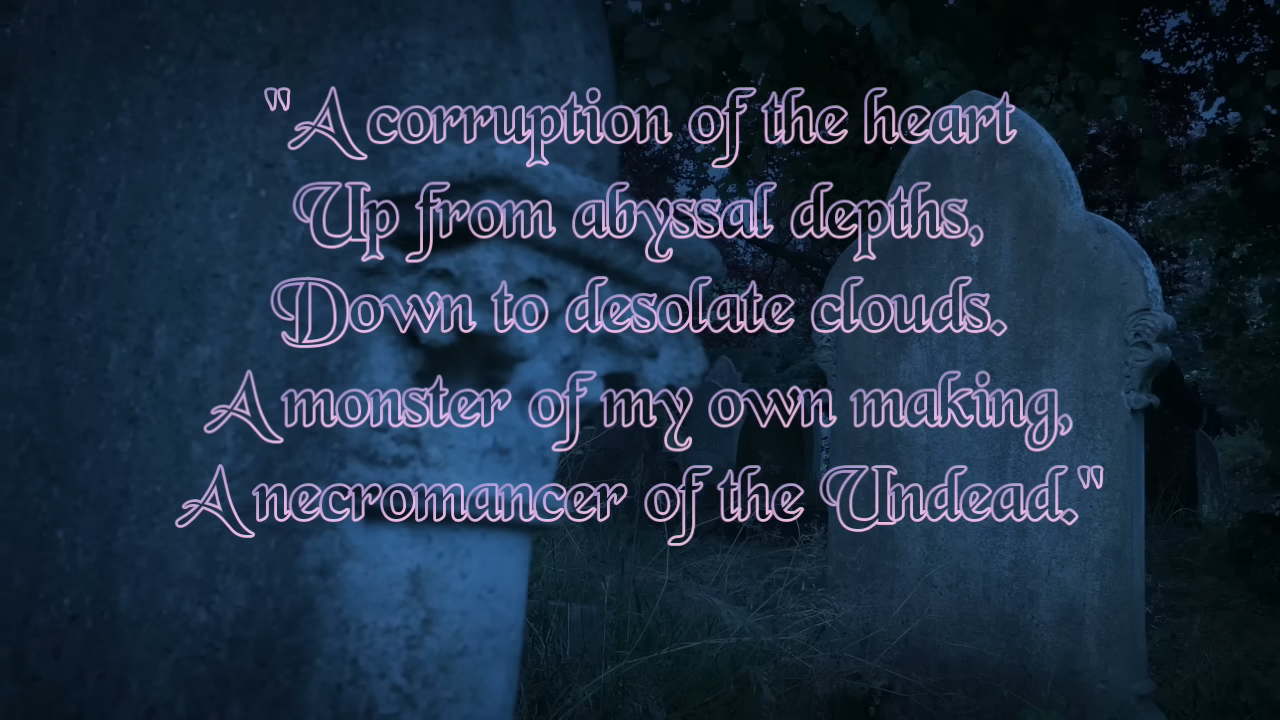 "A corruption of the heart
Up from abyssal depths,
Down to desolate clouds.
A monster of my own making,
A necromancer of the Undead."